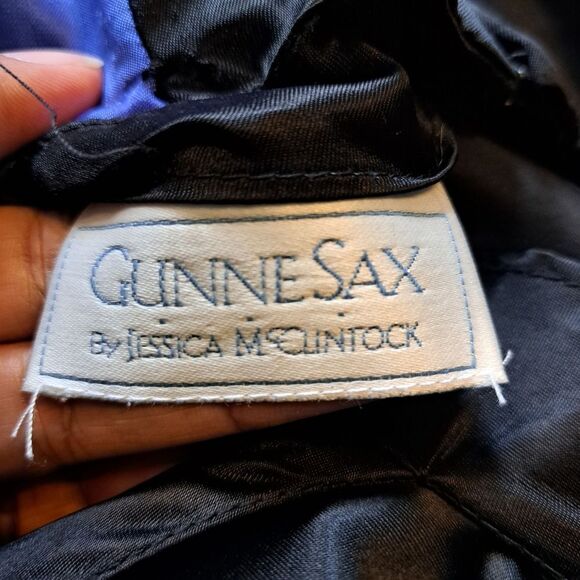 GUNNE SAX
By JESSICA McCLINTOCK